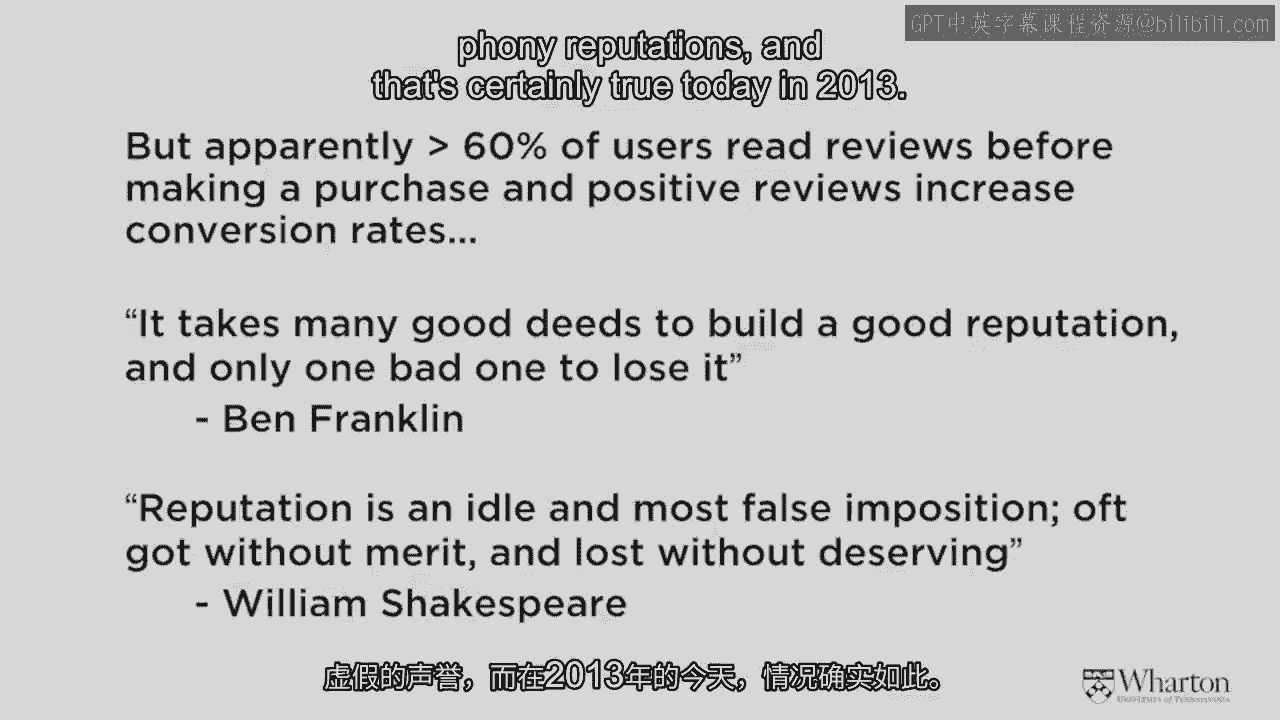 GPT中英字幕课程资源@bilibili.com
phony reputations, and
that's certainly true today in 2013.
But apparently > 60% of users read reviews before
making a purchase and positive reviews increase
conversion rates...
“It takes many good deeds to build a good reputation,
and only one bad one to lose it”
- Ben Franklin
“Reputation is an idle and most false imposition; oft
got without merit, and lost without deserving”
- William Shakespeare
虚假的声誉，而在2013年的今天，情况确实如此。
Wharton
University of Pennsylvania